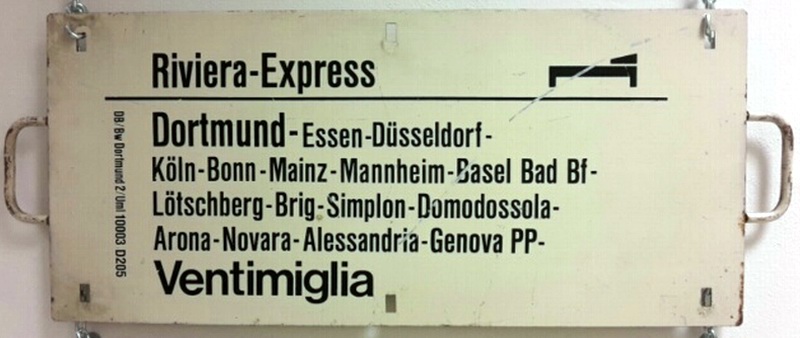 Riviera-Express
Dortmund-Essen-Düsseldorf-
Köln-Bonn-Mainz-Mannheim-Basel Bad Bf-
Lötschberg-Brig-Simplon-Domodossola-
Arona-Novara-Alessandria-Genova PP-
Ventimiglia
DB/Bw Dortmund 2/Uml 10003 D205